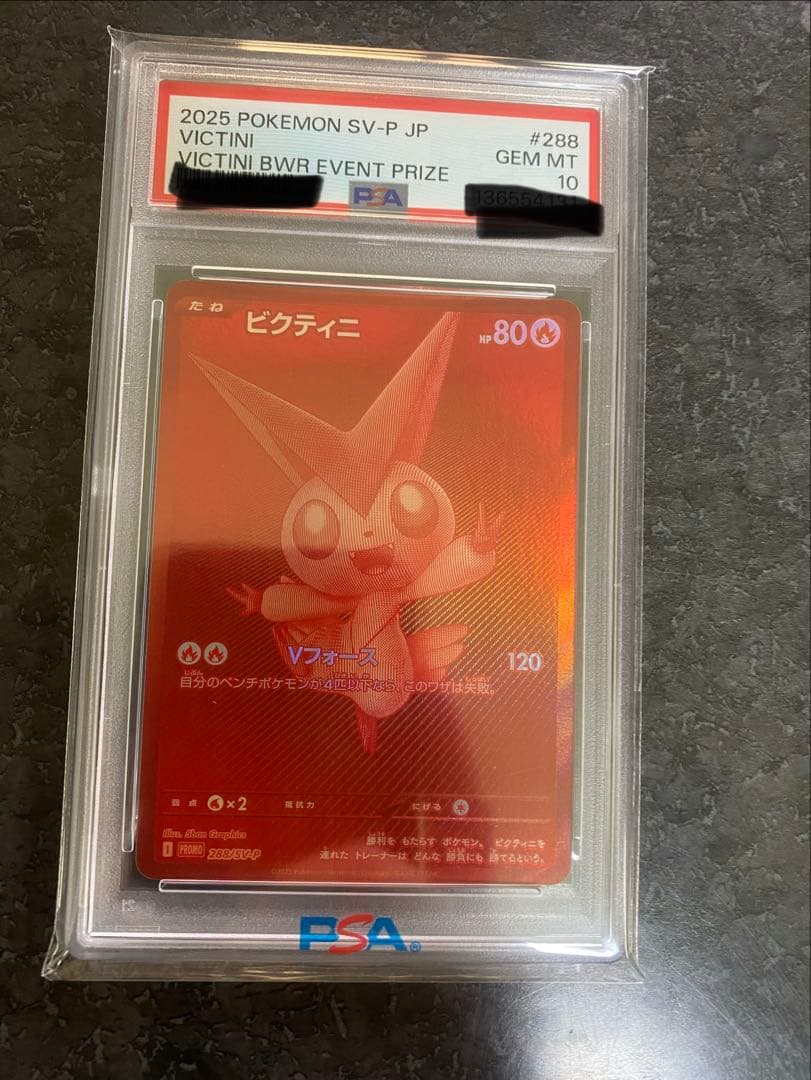 2025 POKEMON SV-P JP
#288
VICTINI
GEM MT
VICTINI BWR EVENT PRIZE
10
PSA
たね
ビクティニ
HP 80
Vフォース
120
自分のベンチポケモンが4匹以下なら、このワザは失敗。
弱点 ×2
抵抗力
にげる
Illus. 5ban Graphics
I PROMO 288/SV-P
勝利を もたらす ポケモン。 ビクティニを
連れた トレーナーは どんな 勝負にも 勝てるという。
PSA®